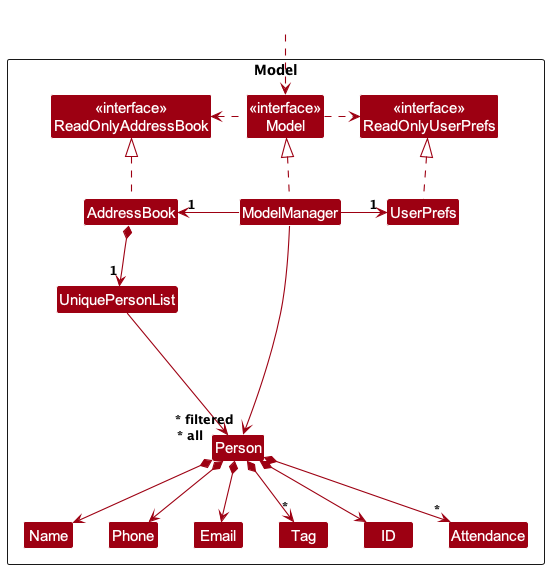 Model
«interface»
ReadOnlyAddressBook
«interface»
Model
«interface»
ReadOnlyUserPrefs
AddressBook
1
ModelManager
1
UserPrefs
1
UniquePersonList
* filtered
* all
Person
*
*
Name
Phone
Email
Tag
ID
Attendance